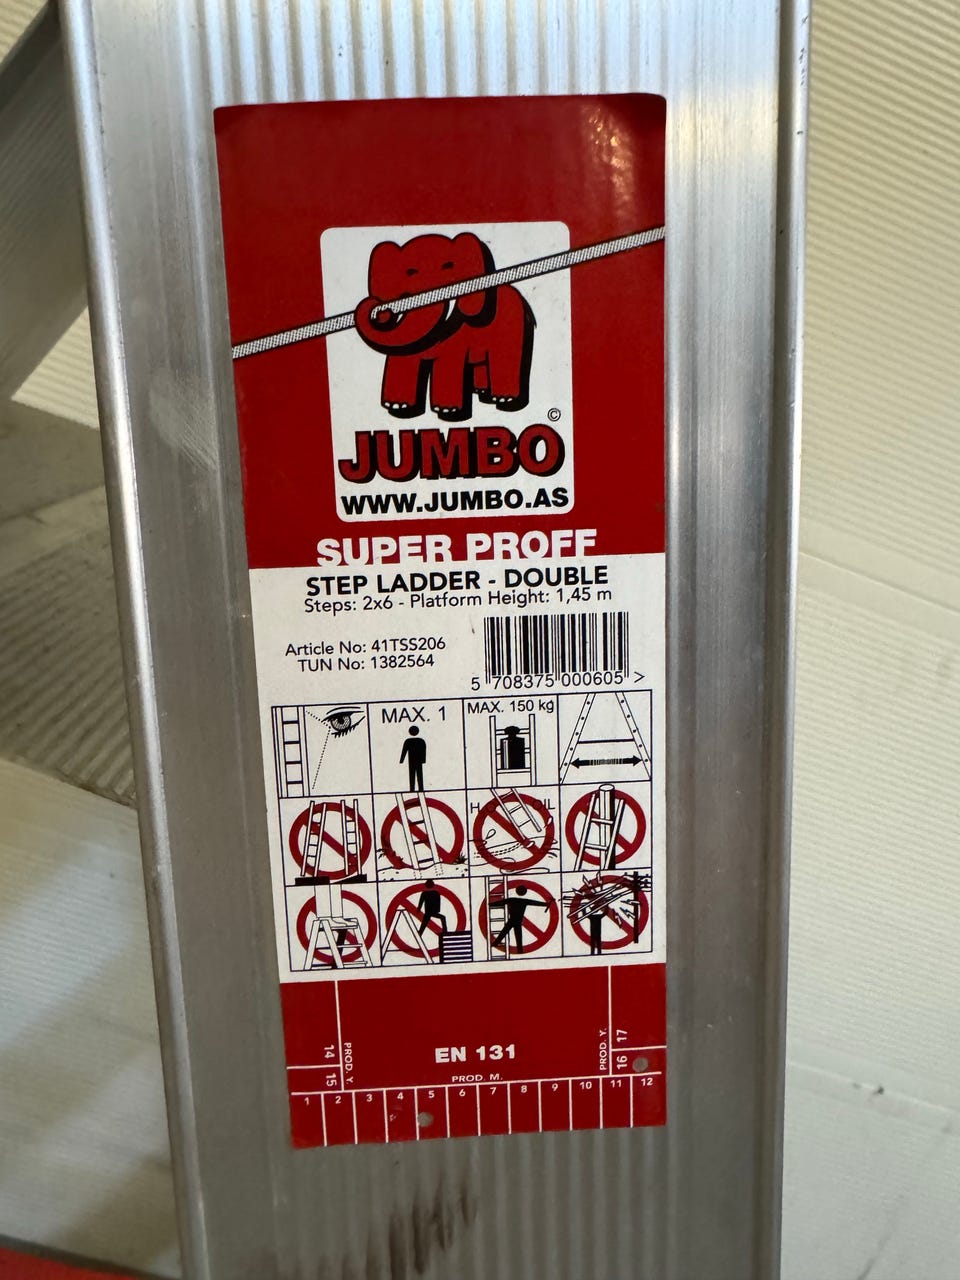 ©
JUMBO
WWW.JUMBO.AS
SUPER PROFF
STEP LADDER - DOUBLE
Steps: 2x6 - Platform Height: 1,45 m
Article No: 41TSS206
TUN No: 1382564
5 708375 000605 >
MAX. 1
MAX. 150 kg
H2O OIL
14 15
PROD. Y.
EN 131
PROD. Y.
16 17
PROD. M.
1 2 3 4 5 6 7 8 9 10 11 12